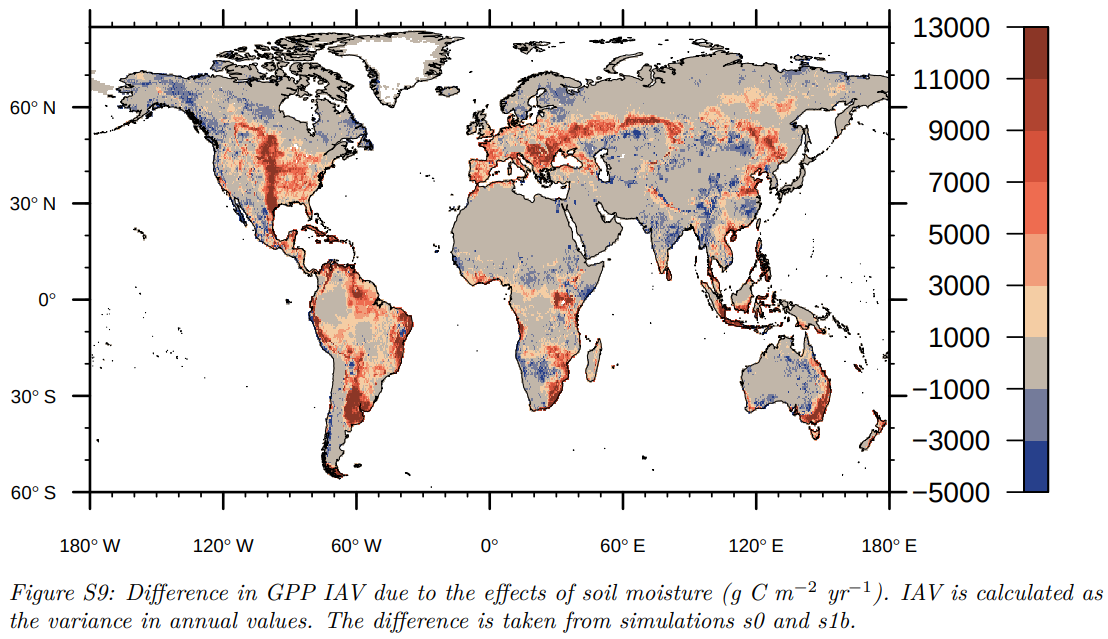 13000
11000
9000
7000
5000
3000
1000
−1000
−3000
−5000
60° N
30° N
0°
30° S
60° S
180° W
120° W
60° W
0°
60° E
120° E
180° E
Figure S9: Difference in GPP IAV due to the effects of soil moisture (g C m−2 yr−1). IAV is calculated as
the variance in annual values. The difference is taken from simulations s0 and s1b.